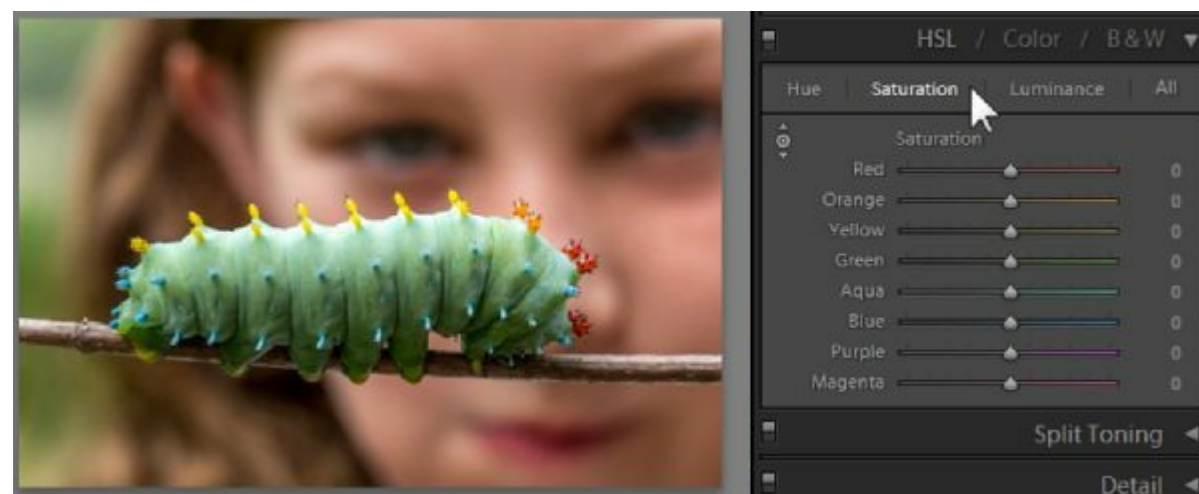 HSL / Color / B & W
Hue Saturation Luminance All
Saturation
Red 0
Orange 0
Yellow 0
Green 0
Aqua 0
Blue 0
Purple 0
Magenta 0
Split Toning
Detail